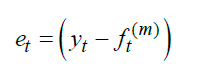 e_t = (y_t − f_t^{(m)})